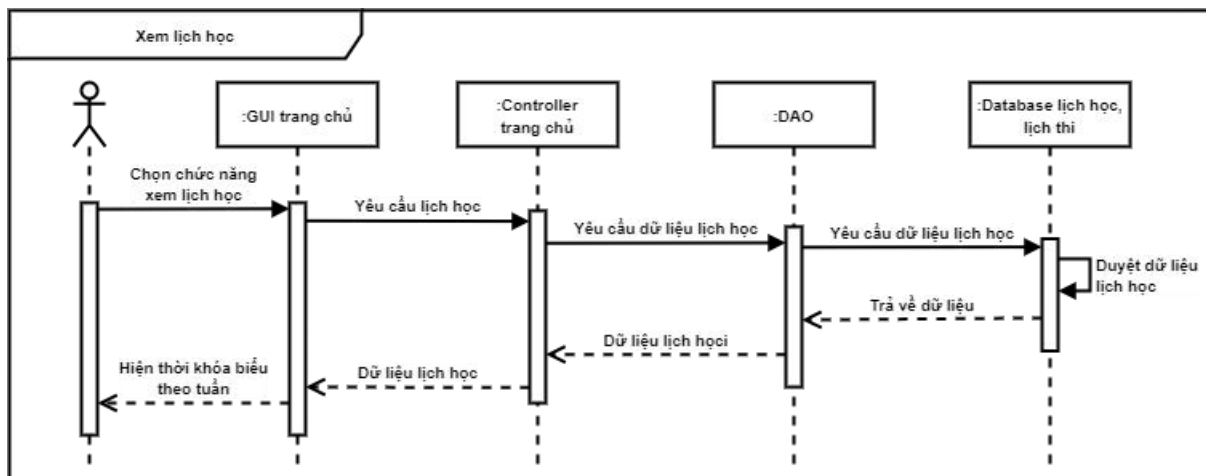 Xem lịch học
:GUI trang chủ
:Controller
trang chủ
:DAO
:Database lịch học,
lịch thi
Chọn chức năng
xem lịch học
Yêu cầu lịch học
Yêu cầu dữ liệu lịch học
Yêu cầu dữ liệu lịch học
Duyệt dữ liệu
lịch học
Trả về dữ liệu
Dữ liệu lịch họci
Dữ liệu lịch học
Hiện thời khóa biểu
theo tuần